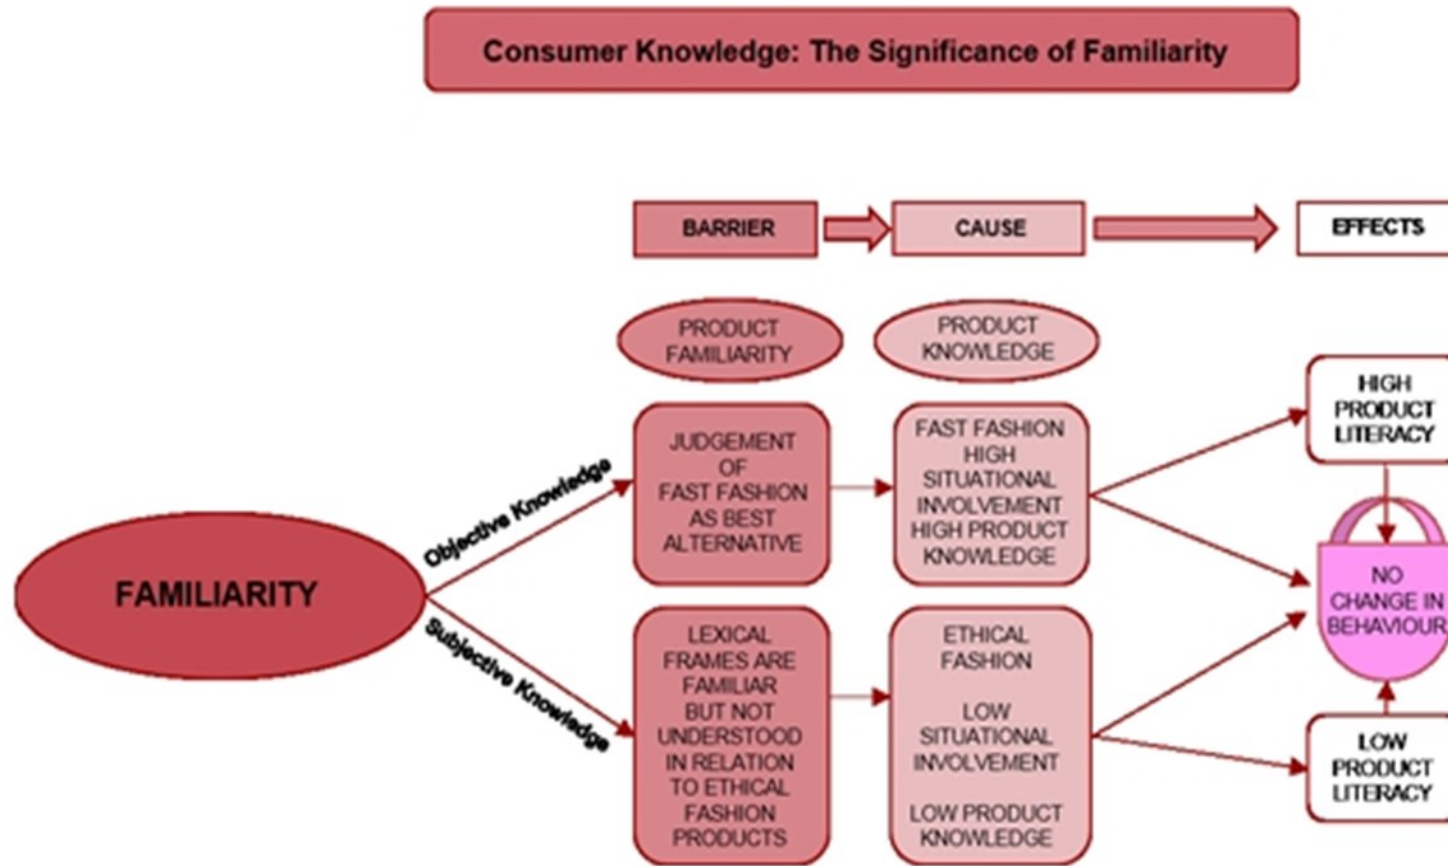 Consumer Knowledge: The Significance of Familiarity
BARRIER
CAUSE
EFFECTS
PRODUCT
FAMILIARITY
PRODUCT
KNOWLEDGE
HIGH
PRODUCT
LITERACY
JUDGEMENT
OF
FAST FASHION
AS BEST
ALTERNATIVE
FAST FASHION
HIGH
SITUATIONAL
INVOLVEMENT
HIGH PRODUCT
KNOWLEDGE
Objective Knowledge
FAMILIARITY
Subjective Knowledge
NO
CHANGE IN
BEHAVIOUR
LEXICAL
FRAMES ARE
FAMILIAR
BUT NOT
UNDERSTOOD
IN RELATION
TO ETHICAL
FASHION
PRODUCTS
ETHICAL
FASHION
LOW
SITUATIONAL
INVOLVEMENT
LOW PRODUCT
KNOWLEDGE
LOW
PRODUCT
LITERACY